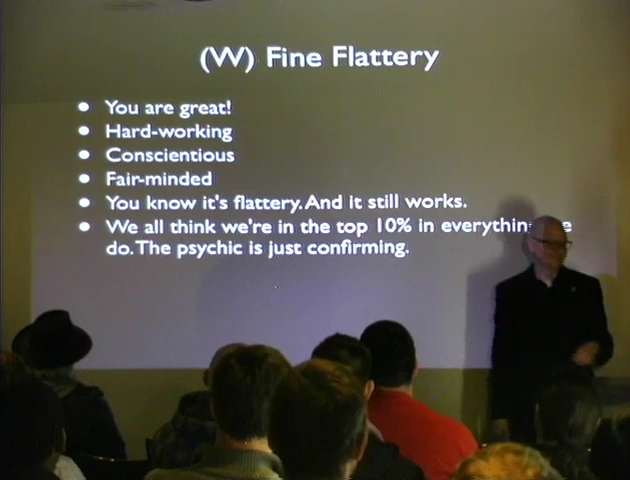 (W) Fine Flattery
• You are great!
• Hard-working
• Conscientious
• Fair-minded
• You know it's flattery. And it still works.
• We all think we're in the top 10% in everything
do. The psychic is just confirming.